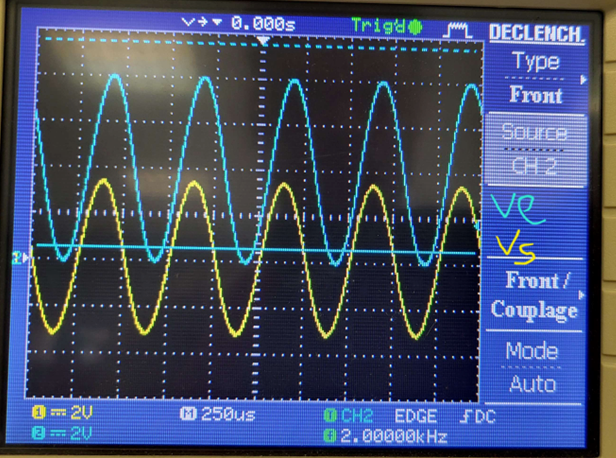 0.000s Trig'd
DECLENCH.
Type
Front
Source
CH 2
ve
Vs
Front /
Couplage
Mode
Auto
1 2V M 250us CH2 EDGE DC
2 2V 2.00000kHz